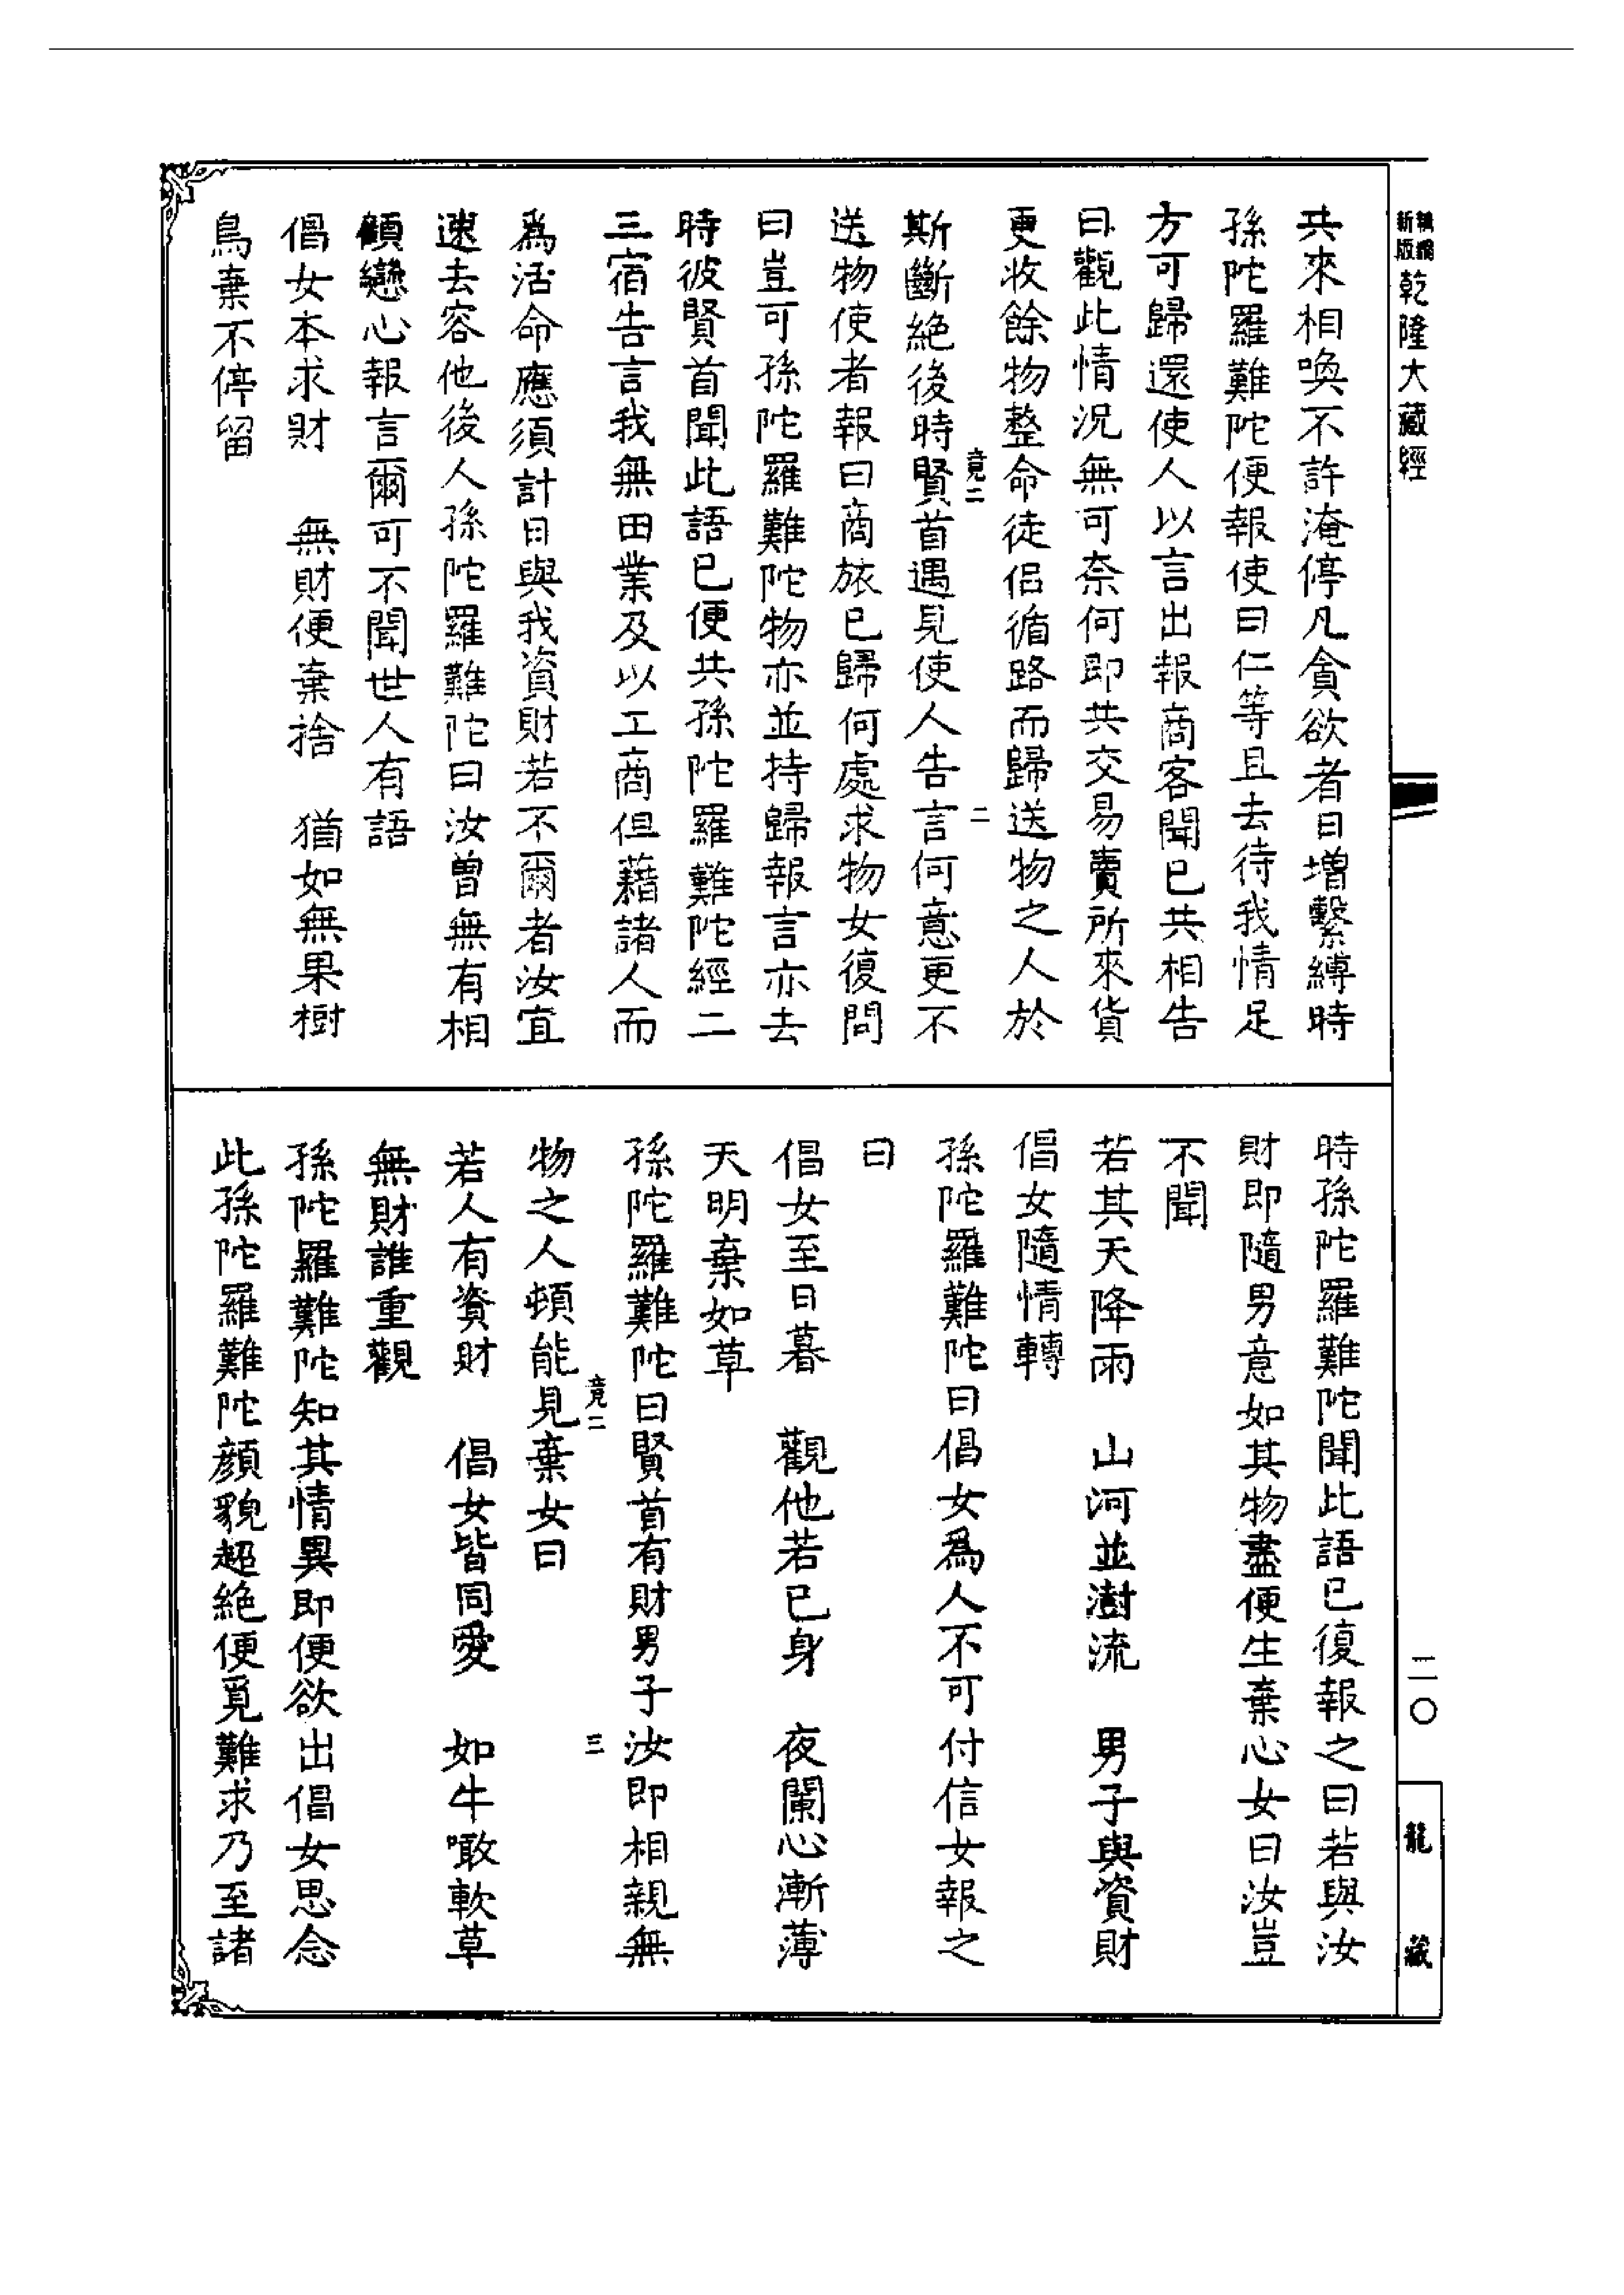 新編
縮版
乾隆大藏經
共來相喚不許淹停凡貪欲者日增繫縛時
孫陀羅難陀便報使曰仁等且去待我情足
方可歸還使人以言出報商客聞已共相告
曰觀此情況無可奈何即共交易賣所來貨
更收餘物整命徒侶循路而歸送物之人於
竟二 二
斯斷絕後時賢首遇見使人告言何意更不
送物使者報曰商旅已歸何處求物女復問
曰豈可孫陀羅難陀物亦並持歸報言亦去
時彼賢首聞此語已便共孫陀羅難陀經二
三宿告言我無田業及以工商但藉諸人而
為活命應須計日與我資財若不爾者汝宜
速去容他後人孫陀羅難陀曰汝曾無有相
顧戀心報言爾可不聞世人有語
倡女本求財 無財便棄捨 猶如無果樹
鳥棄不停留
時孫陀羅難陀聞此語已復報之曰若與汝
財即隨男意如其物盡便生棄心女曰汝豈
不聞
若其天降雨 山河並澍流 男子與資財
倡女隨情轉
孫陀羅難陀曰倡女為人不可付信女報之
曰
倡女至日暮 觀他若已身 夜闌心漸薄
天明棄如草
孫陀羅難陀曰賢首有財男子汝即相親無
竟二 三
物之人頓能見棄女曰
若人有資財 倡女皆同愛 如牛噉軟草
無財誰重觀
孫陀羅難陀知其情異即便欲出倡女思念
此孫陀羅難陀顏貌超絕便覓難求乃至諸
二〇
龍藏